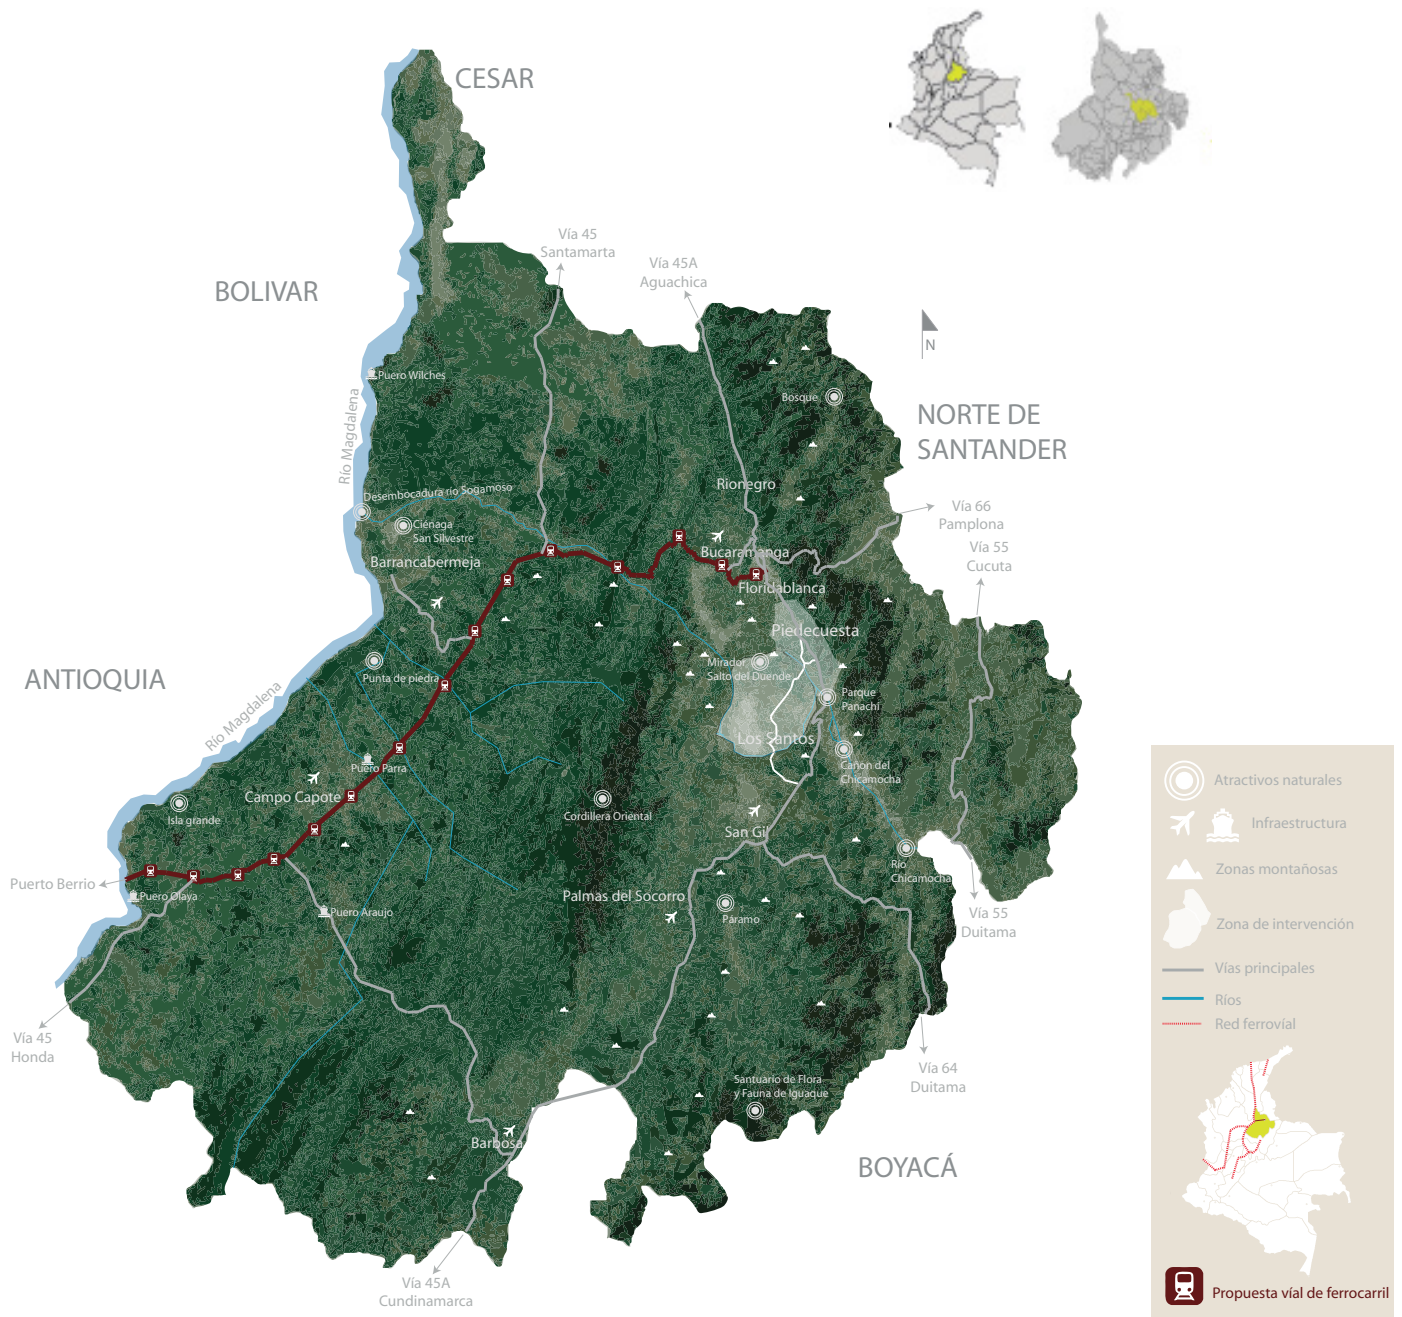 CESAR
Vía 45
Santamarta
Vía 45A
Aguachica
BOLIVAR
N
Puero Wilches
Bosque
NORTE DE
SANTANDER
Río Magdalena
Rionegro
Desembocadura rio Sogamoso
Vía 66
Pamplona
Ciénaga
San Silvestre
Vía 55
Cucuta
Bucaramanga
Barrancabermeja
Floridablanca
Piedecuesta
Mirador
Salto del Duende
ANTIOQUIA
Punta de piedra
Parque
Panachi
Río Magdalena
Los Santos
Cañon del
Chicamocha
Puero Parra
Campo Capote
Isla grande
Cordillera Oriental
San Gil
Río
Chicamocha
Puerto Berrio
Puero Olaya
Palmas del Socorro
Puero Araujo
Páramo
Vía 55
Duitama
Vía 45
Honda
Vía 64
Duitama
Santuario de Flora
y Fauna de Iguaque
Barbosa
BOYACÁ
Vía 45A
Cundinamarca
Atractivos naturales
Infraestructura
Zonas montañosas
Zona de intervención
Vías principales
Ríos
Red ferrovíal
Propuesta víal de ferrocarril